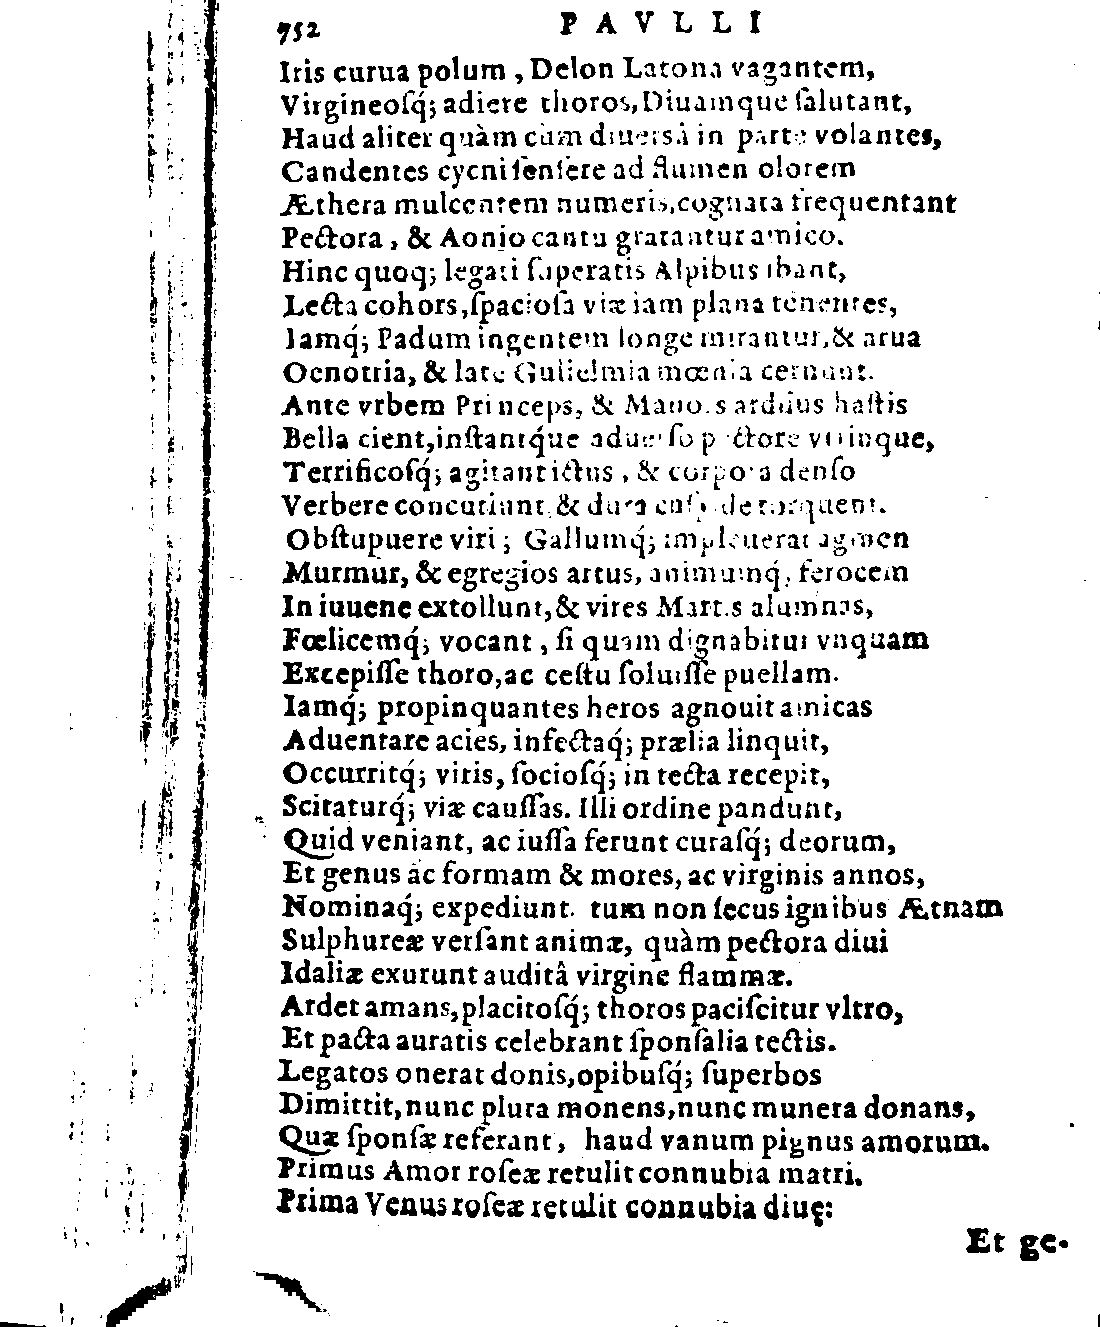 752 PAVLLI
Iris curua polum , Delon Latona vagantem,
Virgineoſq́; adiere thoros, Diuamque ſalutant,
Haud aliter quàm cùm diuersâ in parte volantes,
Candentes cycni ſenſere ad flumen olorem
Æthera mulcentem numeris, cognata frequentant
Pectora , & Aonio cantu gratantur amico.
Hinc quoq; legati ſuperatis Alpibus ibant,
Lecta cohors, ſpacioſa viæ iam plana tenentes,
Iamq́; Padum ingentem longe mirantur, & arua
Oenotria, & late Gulielmia mœnia cernunt.
Ante vrbem Princeps, & Mauors arduus haſtis
Bella cient, inſtantq́ue aduerſo pectore vtrinque,
Terrificoſq́; agitant ictus , & corpora denſo
Verbere concutiunt, & dura detorquent.
Obſtupuere viri ; Gallumq́; impleuerat agmen
Murmur, & egregios artus, animumq́, ferocem
In iuuene extollunt, & vires Martis alumnas,
Fœlicemq́; vocant , ſi quam dignabitur vnquam
Excepiſſe thoro, ac ceſtu ſoluiſſe puellam.
Iamq́; propinquantes heros agnouit amicas
Aduentare acies, infectaq́; prælia linquit,
Occurritq́; viris, ſocioſq́; in tecta recepit,
Scitaturq́; viæ cauſſas. Illi ordine pandunt,
Quid veniant, ac iuſſa ferunt curaſq́; deorum,
Et genus ac formam & mores, ac virginis annos,
Nominaq́; expediunt. tum non ſecus ignibus Ætnam
Sulphureæ verſant animæ, quàm pectora diui
Idaliæ exurunt auditâ virgine flammæ.
Ardet amans, placitoſq́; thoros paciſcitur vltro,
Et pacta auratis celebrant ſponſalia tectis.
Legatos onerat donis, opibuſq́; ſuperbos
Dimittit, nunc plura monens, nunc munera donans,
Quæ ſponſæ referant, haud vanum pignus amorum.
Primus Amor roſeæ retulit connubia matri.
Prima Venus roſeæ retulit connubia diuę:
Et ge-